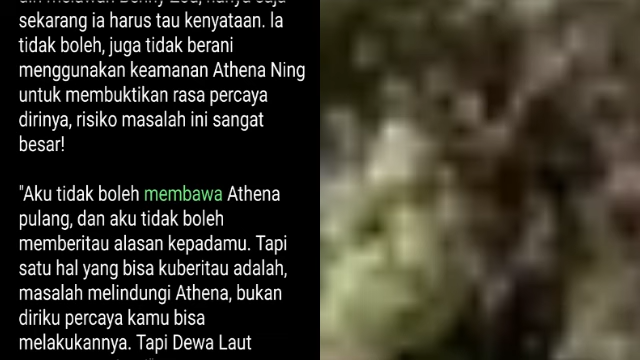 sekarang ia harus tau kenyataan. Ia
tidak boleh, juga tidak berani
menggunakan keamanan Athena Ning
untuk membuktikan rasa percaya
dirinya, risiko masalah ini sangat
besar!
"Aku tidak boleh membawa Athena
pulang, dan aku tidak boleh
memberitau alasan kepadamu. Tapi
satu hal yang bisa kuberitau adalah,
masalah melindungi Athena, bukan
diriku percaya kamu bisa
melakukannya. Tapi Dewa Laut